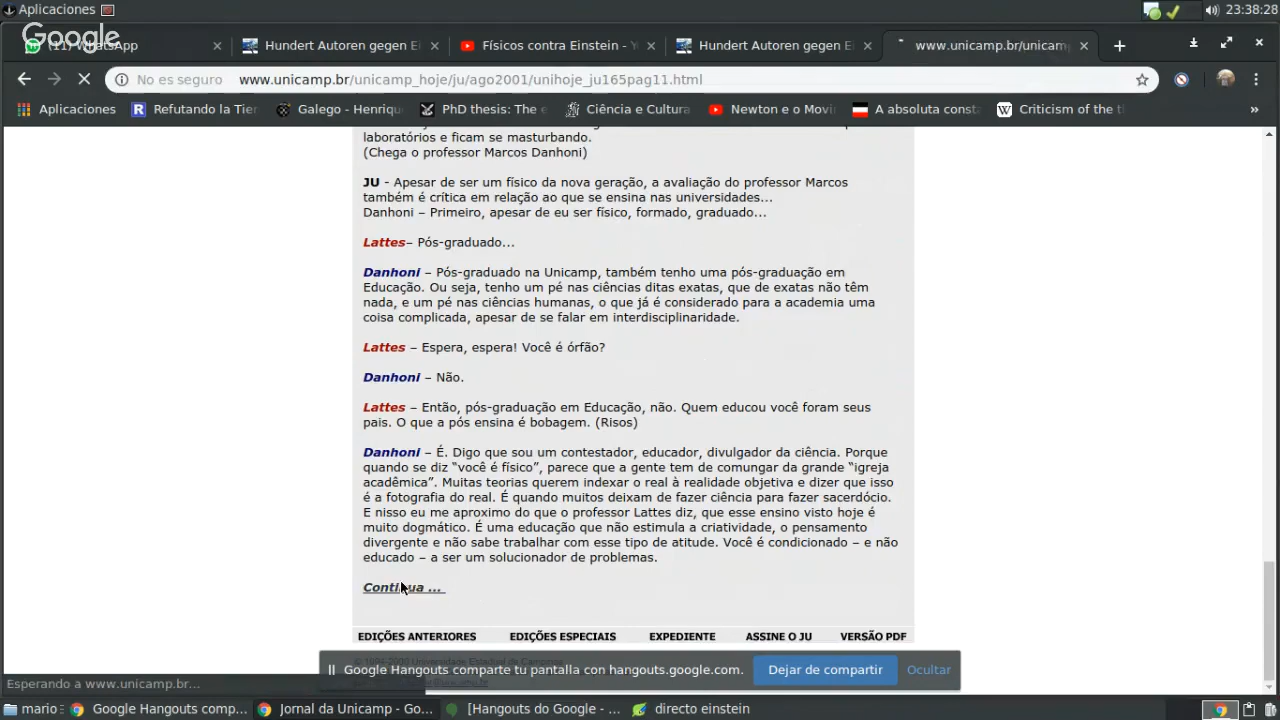 Aplicaciones
23:38:28
Google
(11) WhatsApp
Hundert Autoren gegen Ei
Físicos contra Einstein - Y
Hundert Autoren gegen Ei
www.unicamp.br/unicam
No es seguro
www.unicamp.br/unicamp_hoje/ju/ago2001/unihoje_ju165pag11.html
Aplicaciones
Refutando la Tier
Galego - Henriqu
PhD thesis: The e
Ciência e Cultura
Newton e o Movi
A absoluta const
Criticism of the t
»
laboratórios e ficam se masturbando.
(Chega o professor Marcos Danhoni)
JU - Apesar de ser um físico da nova geração, a avaliação do professor Marcos
também é crítica em relação ao que se ensina nas universidades…
Danhoni – Primeiro, apesar de eu ser físico, formado, graduado…
Lattes– Pós-graduado…
Danhoni – Pós-graduado na Unicamp, também tenho uma pós-graduação em
Educação. Ou seja, tenho um pé nas ciências ditas exatas, que de exatas não têm
nada, e um pé nas ciências humanas, o que já é considerado para a academia uma
coisa complicada, apesar de se falar em interdisciplinaridade.
Lattes – Espera, espera! Você é órfão?
Danhoni – Não.
Lattes – Então, pós-graduação em Educação, não. Quem educou você foram seus
pais. O que a pós ensina é bobagem. (Risos)
Danhoni – É. Digo que sou um contestador, educador, divulgador da ciência. Porque
quando se diz “você é físico”, parece que a gente tem de comungar da grande “igreja
acadêmica”. Muitas teorias querem indexar o real à realidade objetiva e dizer que isso
é a fotografia do real. É quando muitos deixam de fazer ciência para fazer sacerdócio.
E nisso eu me aproximo do que o professor Lattes diz, que esse ensino visto hoje é
muito dogmático. É uma educação que não estimula a criatividade, o pensamento
divergente e não sabe trabalhar com esse tipo de atitude. Você é condicionado – e não
educado – a ser um solucionador de problemas.
Continua ...
EDIÇÕES ANTERIORES EDIÇÕES ESPECIAIS EXPEDIENTE ASSINE O JU VERSÃO PDF
Google Hangouts comparte tu pantalla con hangouts.google.com.
Dejar de compartir
Ocultar
Esperando a www.unicamp.br...
mario
Google Hangouts comp...
Jornal da Unicamp - Go...
[Hangouts do Google - ...
directo einstein